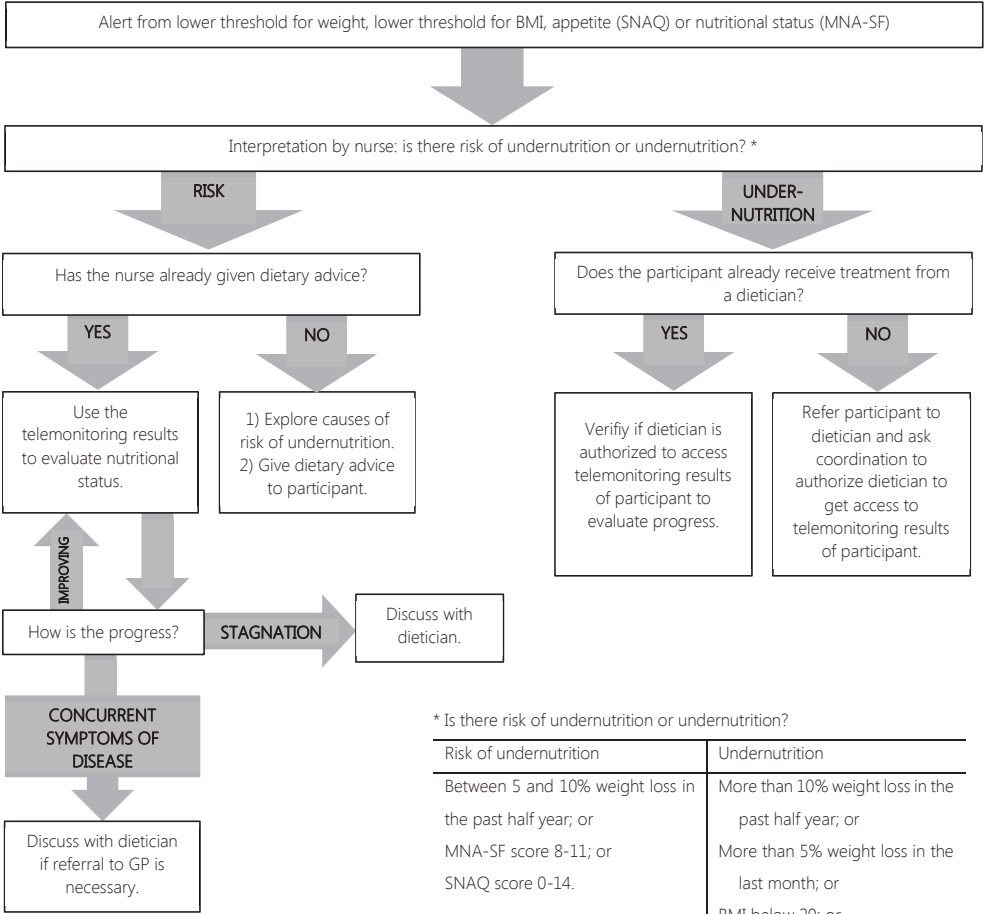 Alert from lower threshold for weight, lower threshold for BMI, appetite (SNAQ) or nutritional status (MNA-SF)
Interpretation by nurse: is there risk of undernutrition or undernutrition? *
RISK
UNDER-
NUTRITION
Has the nurse already given dietary advice?
Does the participant already receive treatment from
a dietician?
YES
NO
YES
NO
Use the
telemonitoring results
to evaluate nutritional
status.
1) Explore causes of
risk of undernutrition.
2) Give dietary advice
to participant.
Verifiy if dietician is
authorized to access
telemonitoring results
of participant to
evaluate progress.
Refer participant to
dietician and ask
coordination to
authorize dietician to
get access to
telemonitoring results
of participant.
IMPROVING
How is the progress?
STAGNATION
Discuss with
dietician.
CONCURRENT
SYMPTOMS OF
DISEASE
Discuss with dietician
if referral to GP is
necessary.
* Is there risk of undernutrition or undernutrition?
Risk of undernutrition
Undernutrition
Between 5 and 10% weight loss in
the past half year; or
MNA-SF score 8-11; or
SNAQ score 0-14.
More than 10% weight loss in the
past half year; or
More than 5% weight loss in the
last month; or
BMI below 20; or